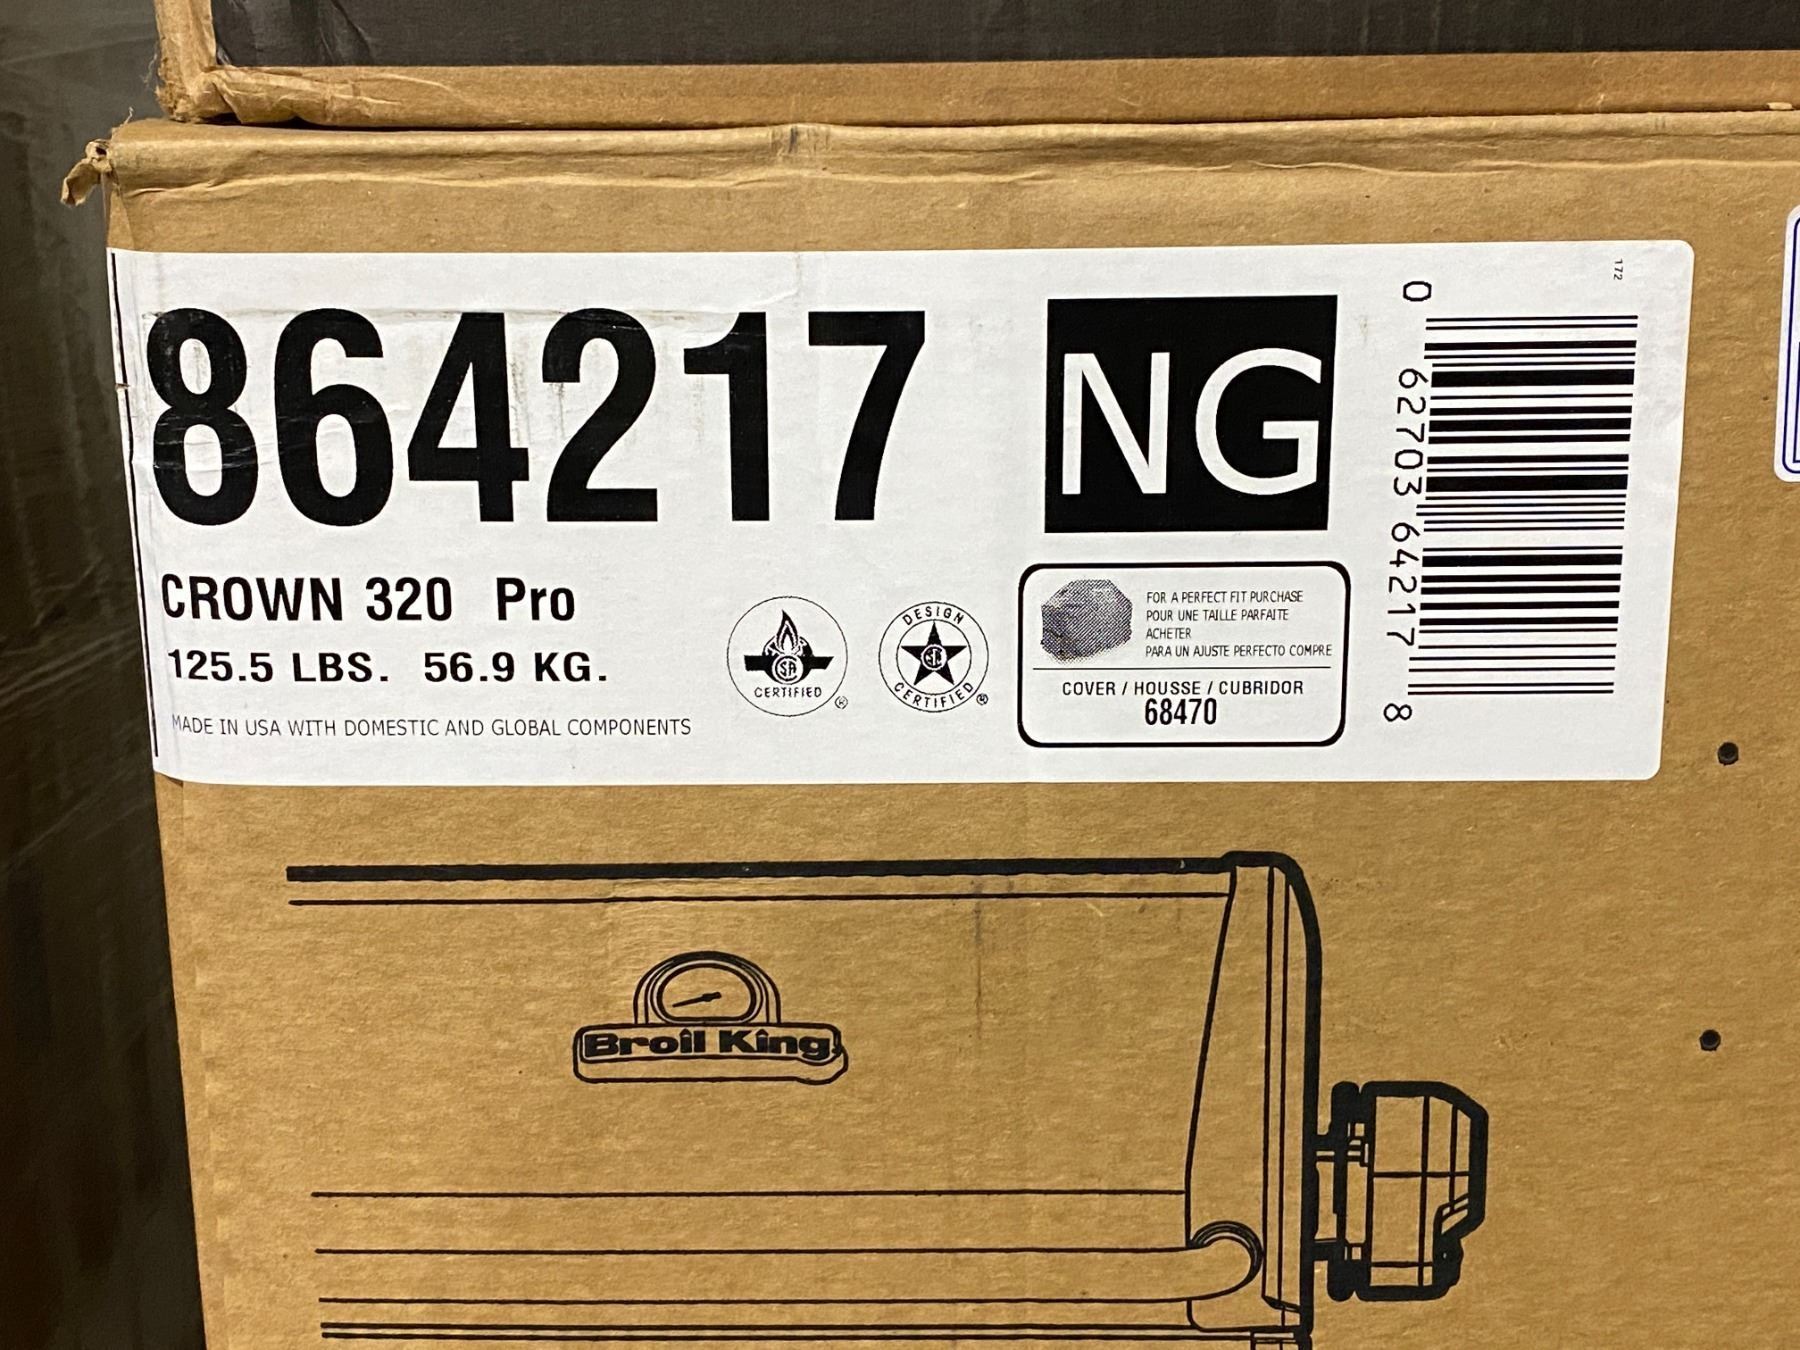 864217
NG
172
0 62703 64217 8
CROWN 320 Pro
125.5 LBS. 56.9 KG.
MADE IN USA WITH DOMESTIC AND GLOBAL COMPONENTS
CERTIFIED ®
DESIGN
CERTIFIED ®
FOR A PERFECT FIT PURCHASE
POUR UNE TAILLE PARFAITE
ACHETER
PARA UN AJUSTE PERFECTO COMPRE
COVER / HOUSSE / CUBRIDOR
68470
Broil King